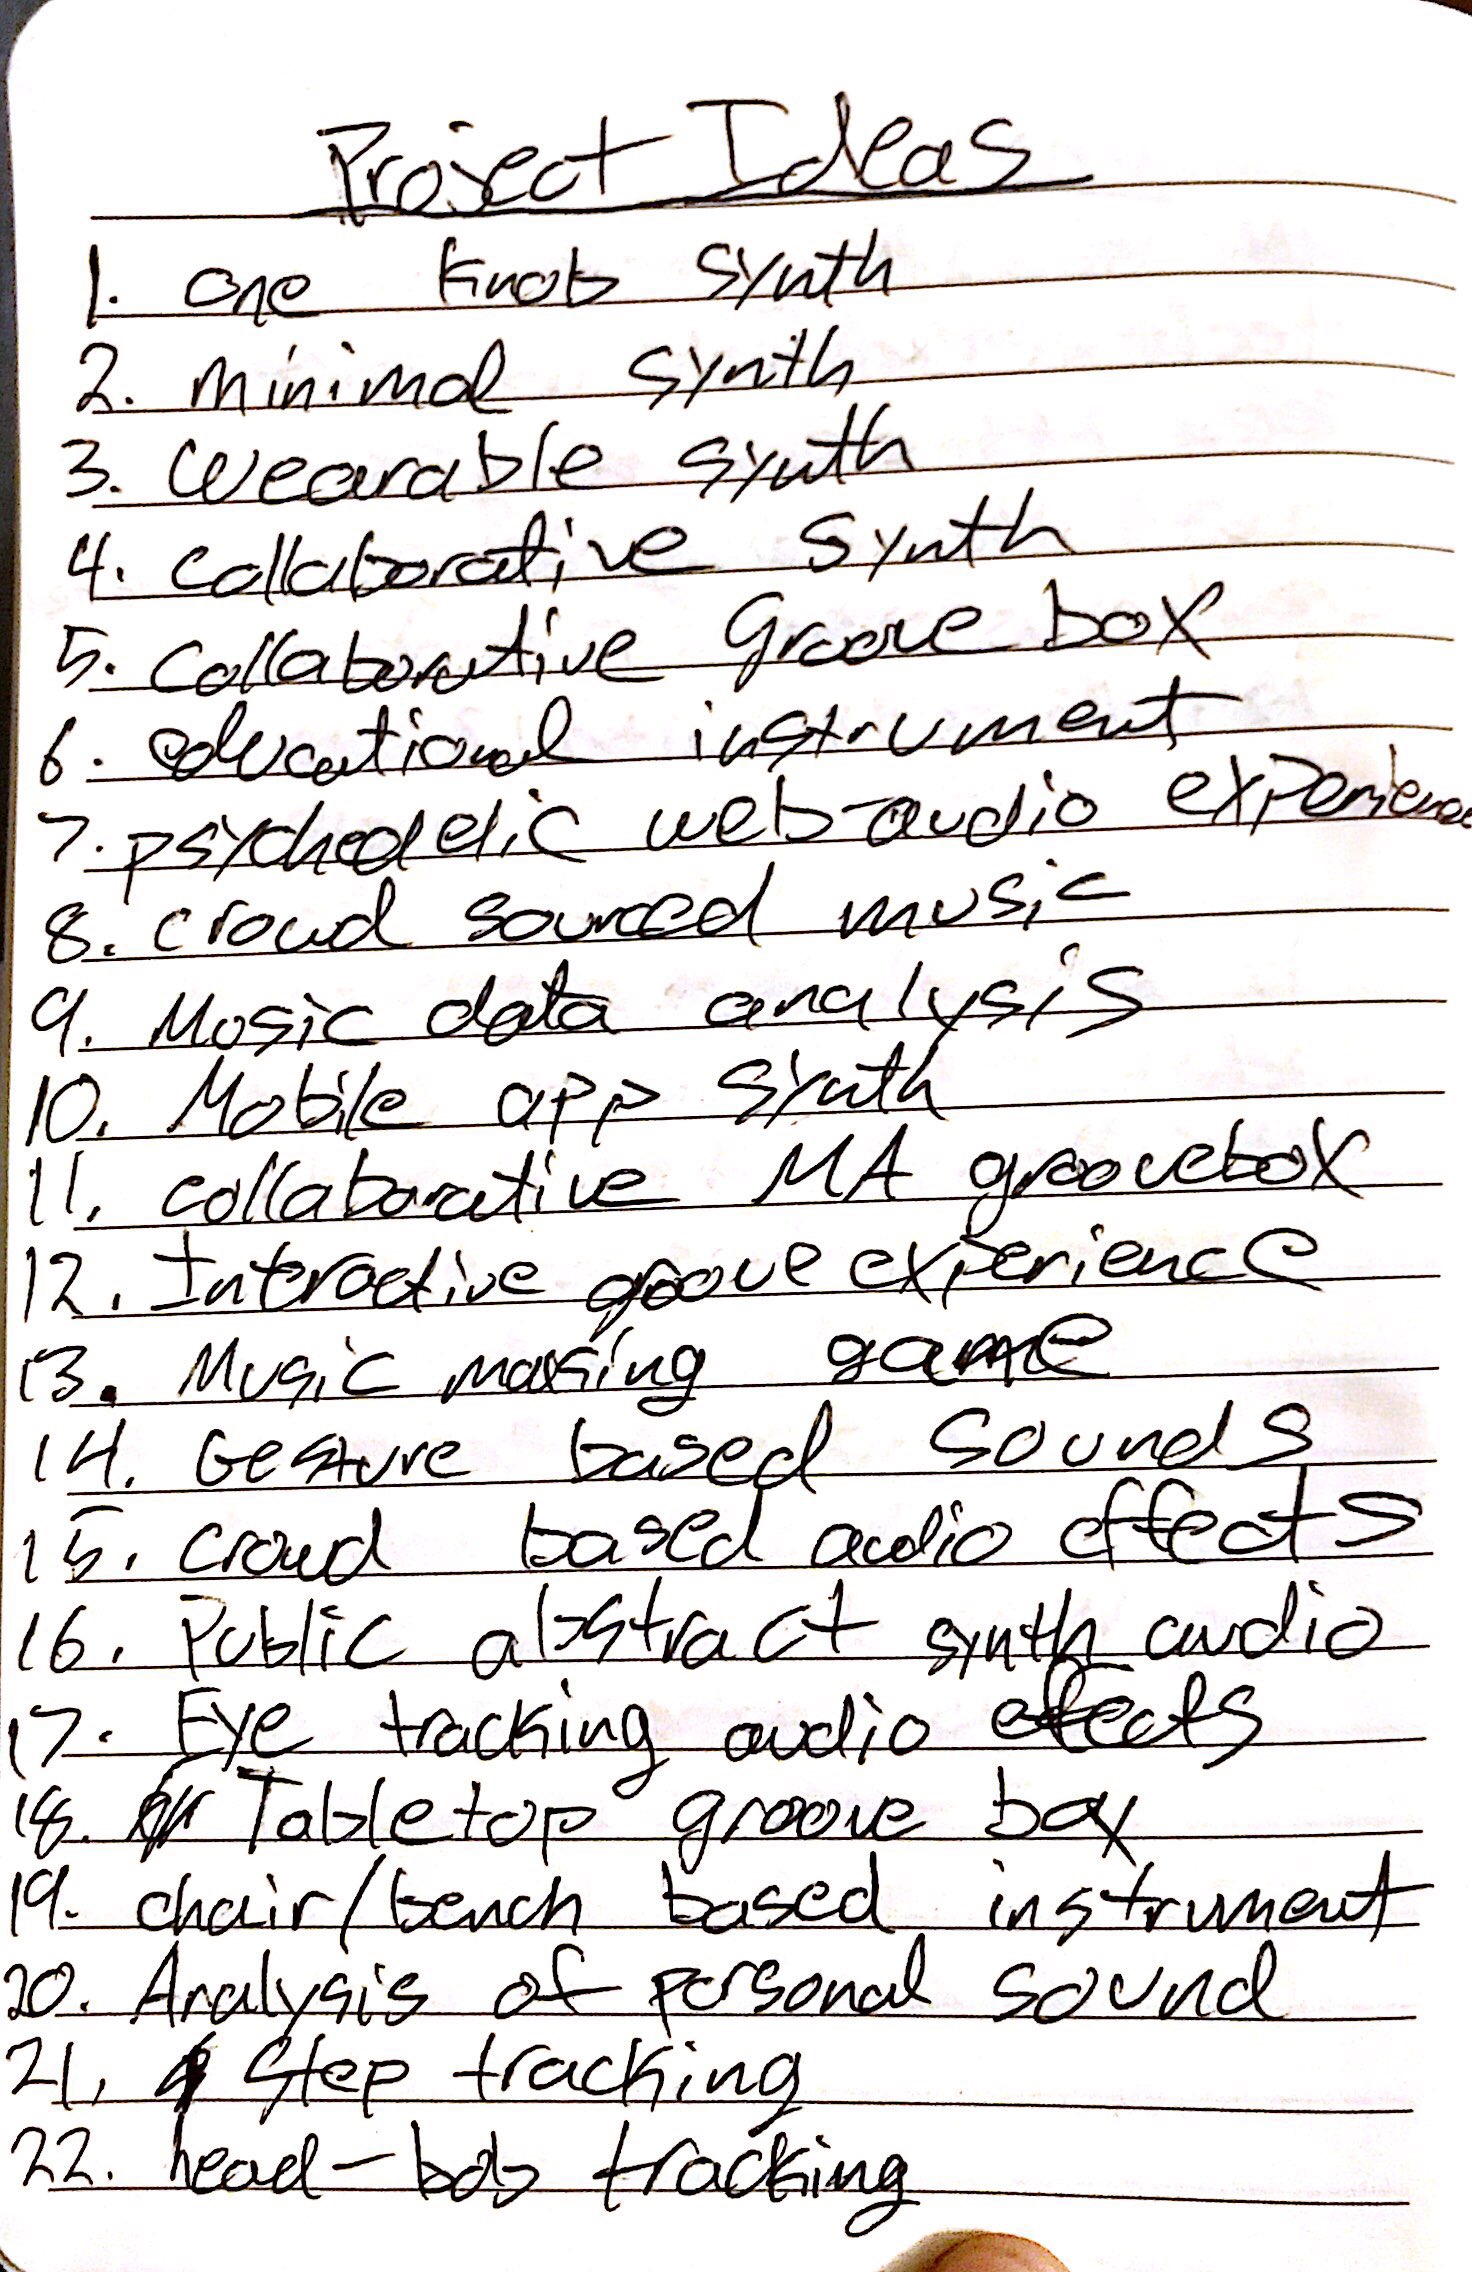 Project Ideas
1. one knob synth
2. minimal synth
3. wearable synth
4. collaborative synth
5. collaborative Groove box
6. educational instrument
7. psychedelic web-audio experience
8. crowd sourced music
9. Music data analysis
10. Mobile app synth
11. collaborative MA groovebox
12. Interactive groove experience
13. Music making game
14. Gesture based sounds
15. crowd based audio effects
16. Public abstract synth audio
17. Eye tracking audio effects
18. Tabletop groove box
19. chair/bench based instrument
20. Analysis of personal sound
21. Step tracking
22. head-bob tracking